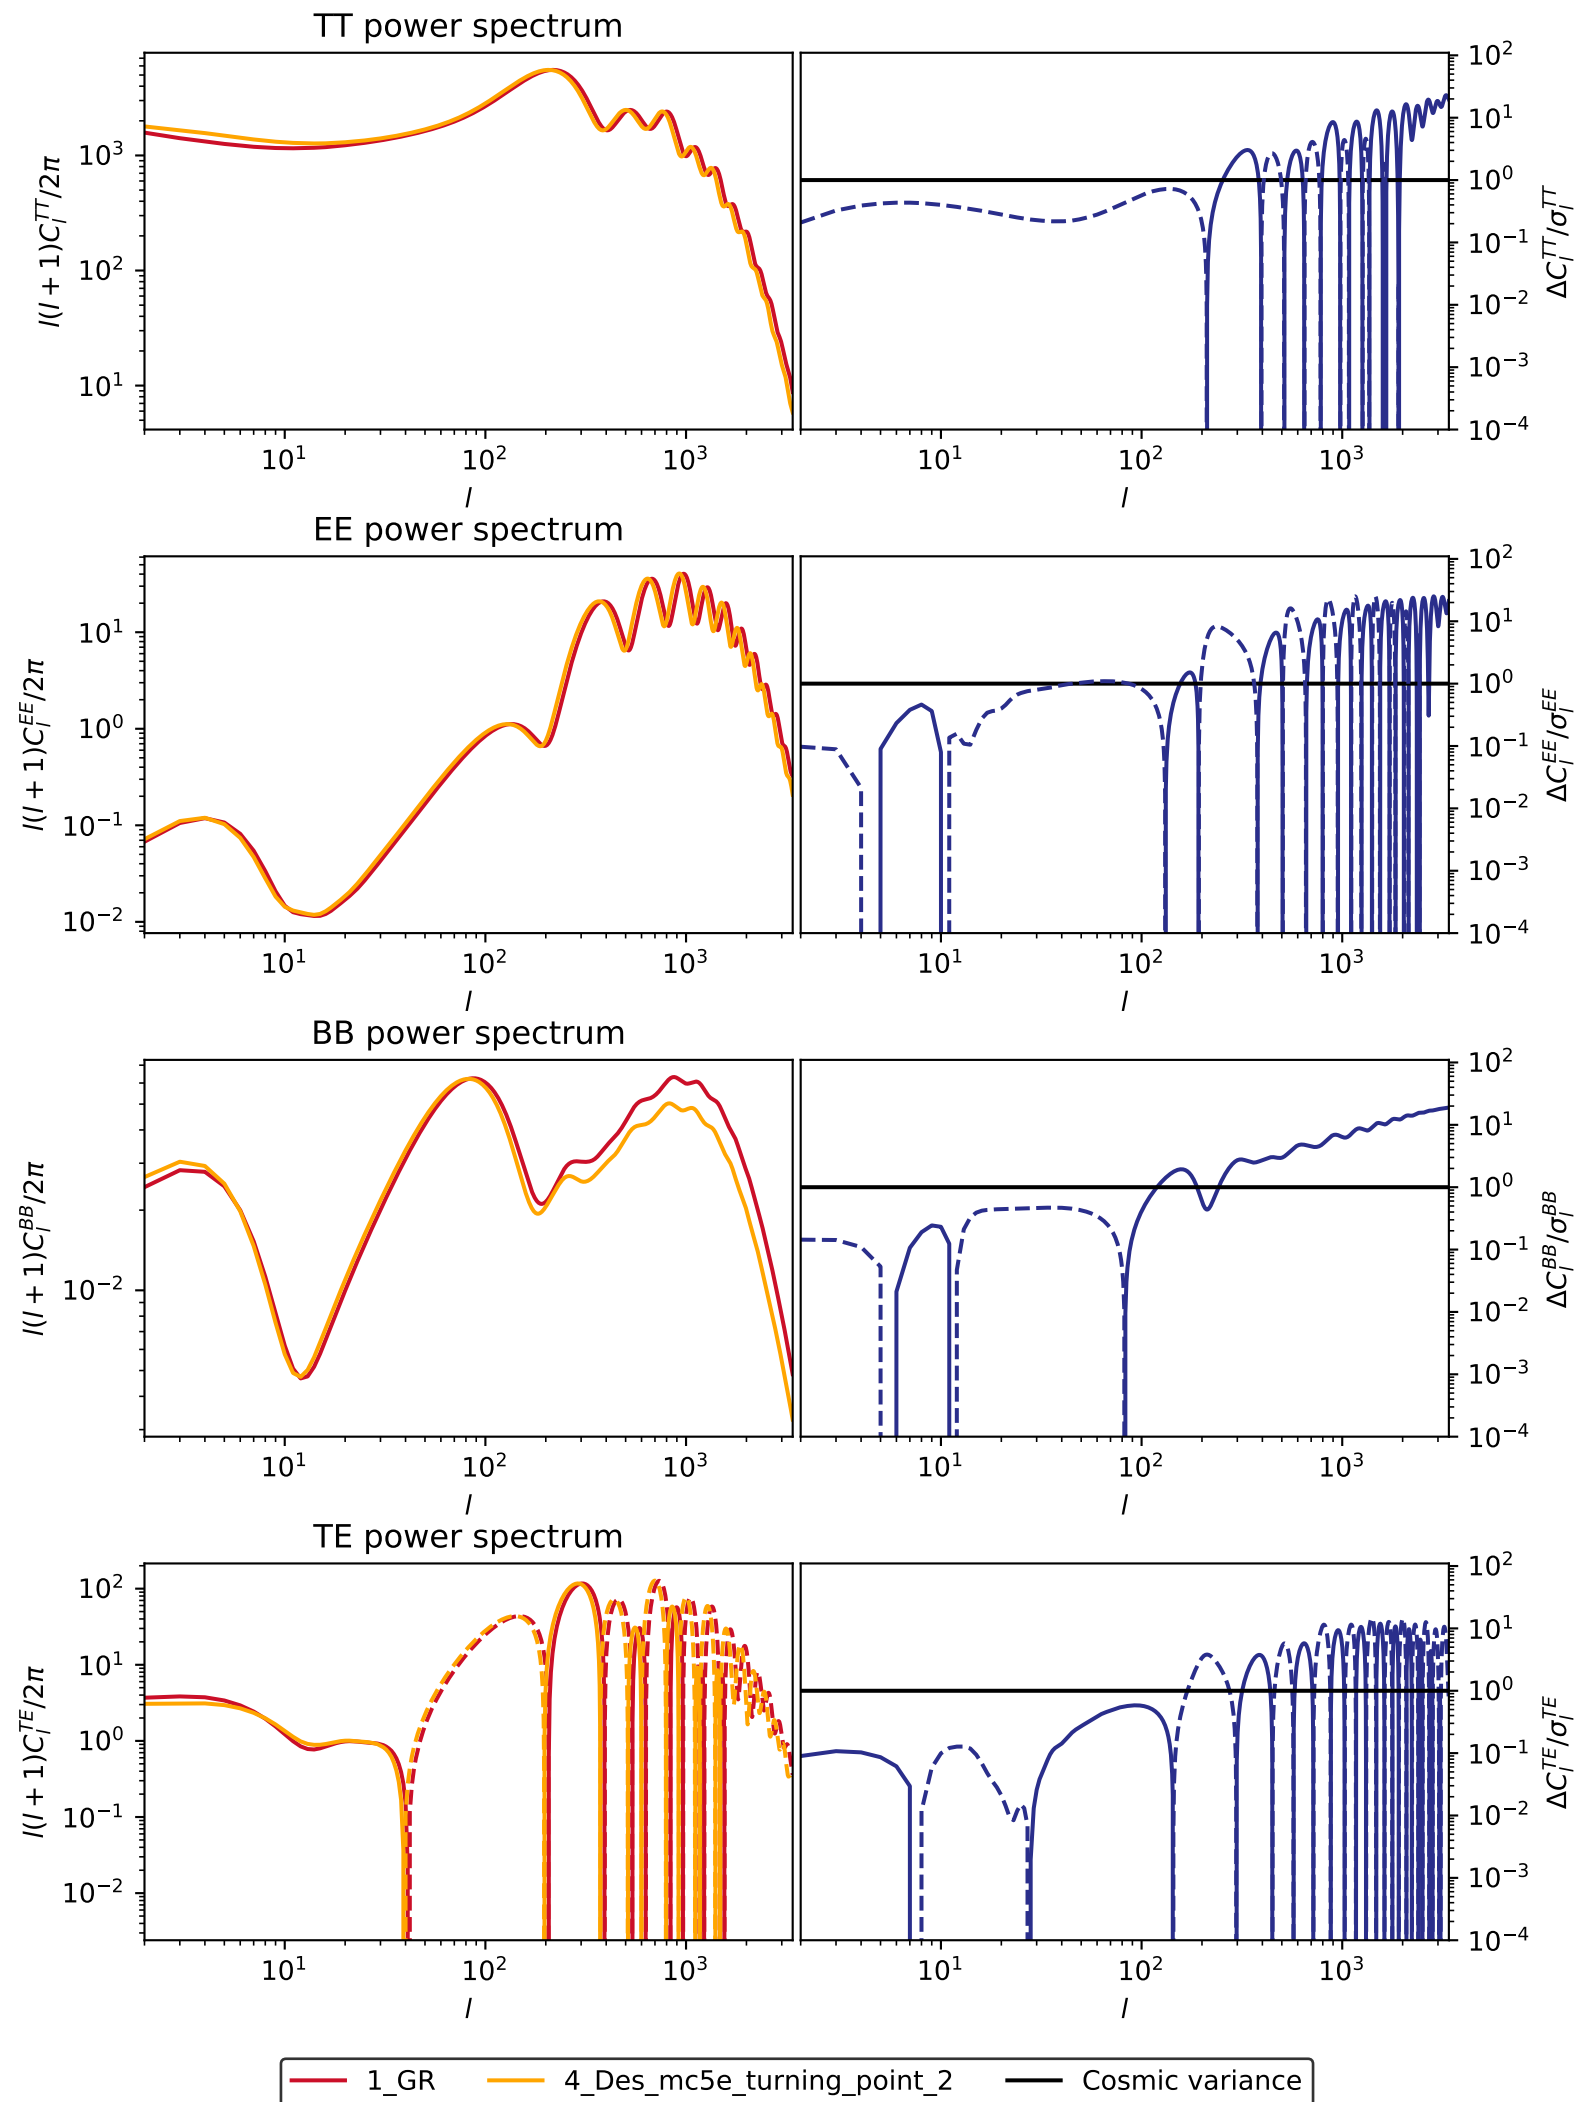 TT power spectrum
l(l + 1)C_l^{TT}/2π
10^3
10^2
10^1
10^1 10^2 10^3
l
10^1 10^2 10^3
l
10^2
10^1
10^0
10^{-1}
10^{-2}
10^{-3}
10^{-4}
ΔC_l^{TT}/σ_l^{TT}
EE power spectrum
l(l + 1)C_l^{EE}/2π
10^1
10^0
10^{-1}
10^{-2}
10^1 10^2 10^3
l
10^1 10^2 10^3
l
10^2
10^1
10^0
10^{-1}
10^{-2}
10^{-3}
10^{-4}
ΔC_l^{EE}/σ_l^{EE}
BB power spectrum
l(l + 1)C_l^{BB}/2π
10^{-2}
10^1 10^2 10^3
l
10^1 10^2 10^3
l
10^2
10^1
10^0
10^{-1}
10^{-2}
10^{-3}
10^{-4}
ΔC_l^{BB}/σ_l^{BB}
TE power spectrum
l(l + 1)C_l^{TE}/2π
10^2
10^1
10^0
10^{-1}
10^{-2}
10^1 10^2 10^3
l
10^1 10^2 10^3
l
10^2
10^1
10^0
10^{-1}
10^{-2}
10^{-3}
10^{-4}
ΔC_l^{TE}/σ_l^{TE}
1_GR 4_Des_mc5e_turning_point_2 Cosmic variance